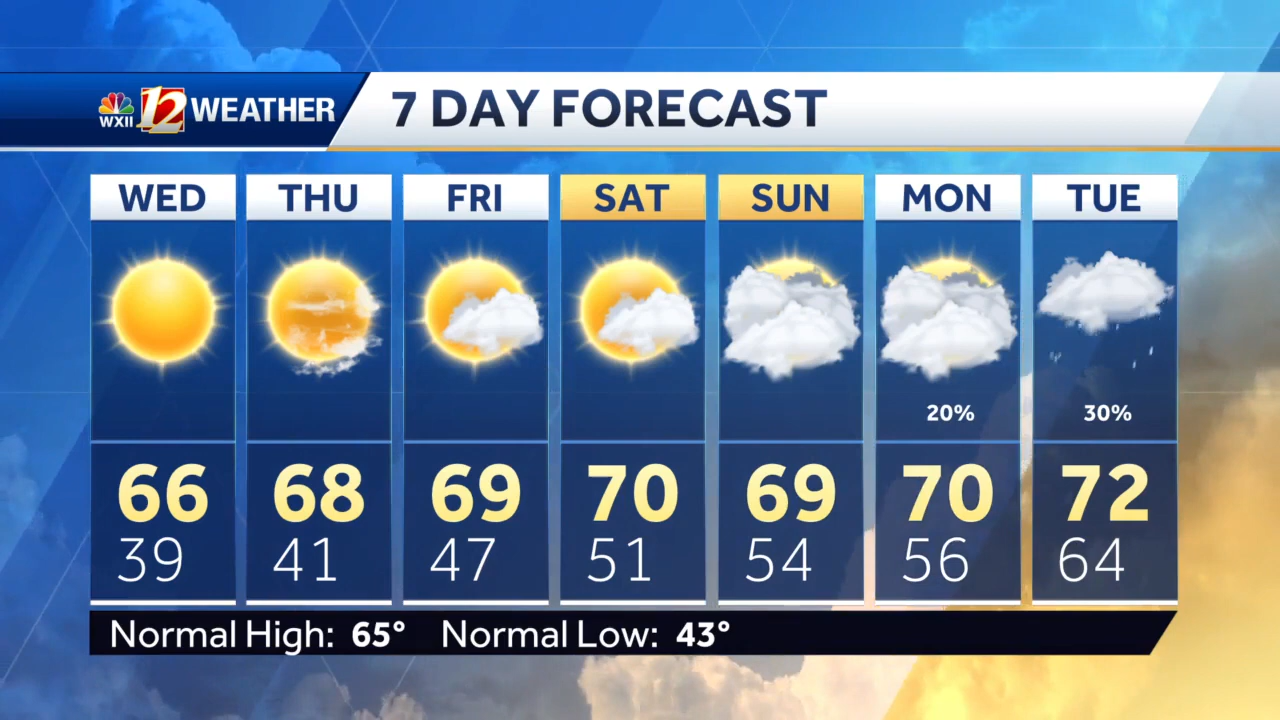 WXII 12 WEATHER
7 DAY FORECAST
WED THU FRI SAT SUN MON TUE
20% 30%
66 68 69 70 69 70 72
39 41 47 51 54 56 64
Normal High: 65° Normal Low: 43°